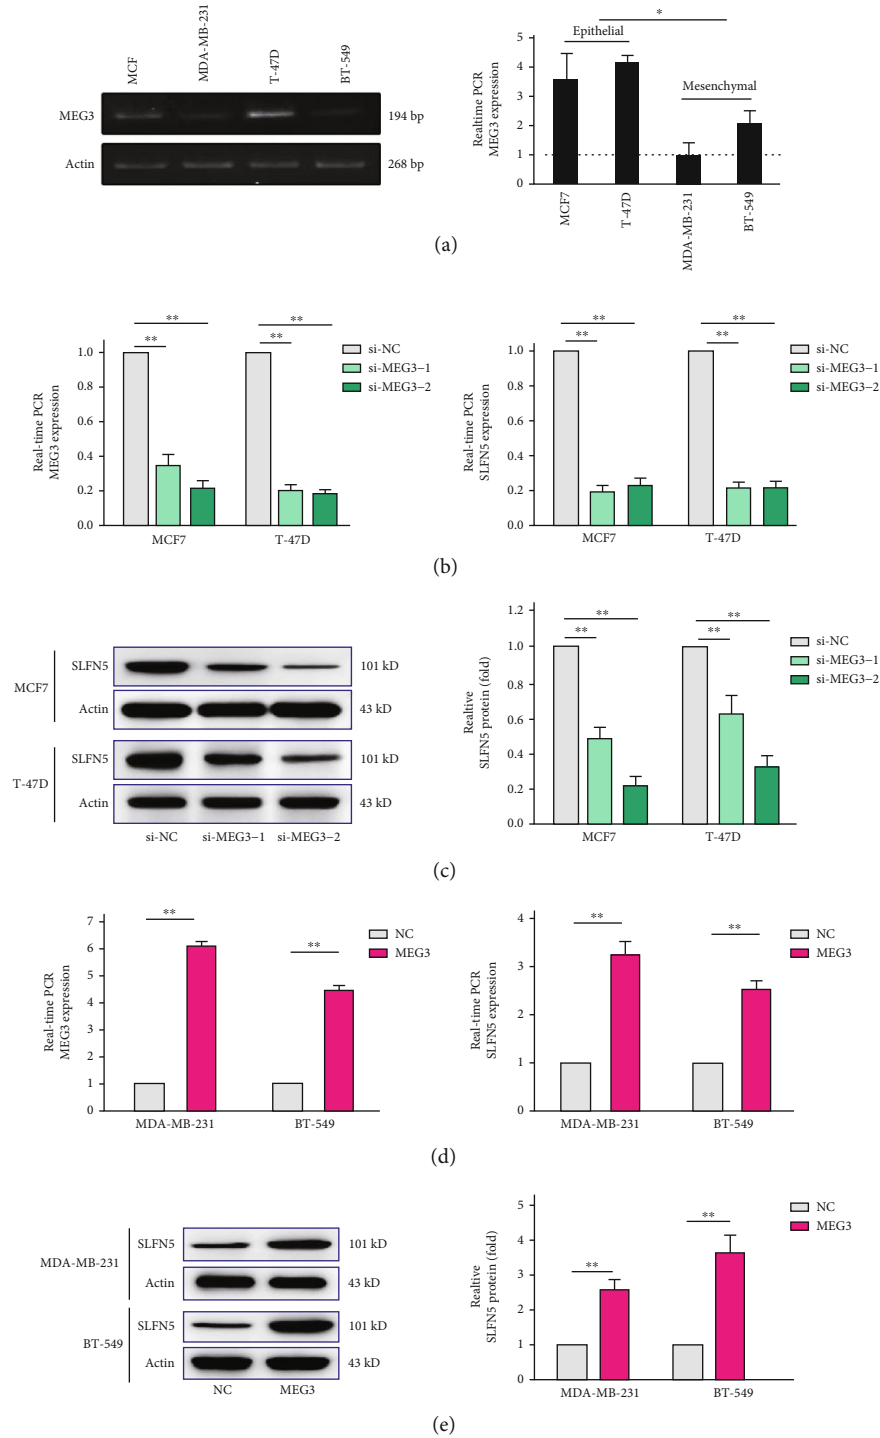 MCF
MDA-MB-231
T-47D
BT-549
MEG3
194 bp
Actin
268 bp
Realtime PCR
MEG3 expression
5
4
3
2
1
0
*
Epithelial
Mesenchymal
MCF7
T-47D
MDA-MB-231
BT-549
(a)
Real-time PCR
MEG3 expression
1.0
0.8
0.6
0.4
0.2
0.0
**
**
**
**
MCF7
T-47D
si-NC
si-MEG3−1
si-MEG3−2
Real-time PCR
SLFN5 expression
1.0
0.8
0.6
0.4
0.2
0.0
**
**
**
**
MCF7
T-47D
si-NC
si-MEG3−1
si-MEG3−2
(b)
MCF7
SLFN5
101 kD
Actin
43 kD
T-47D
SLFN5
101 kD
Actin
43 kD
si-NC
si-MEG3−1
si-MEG3−2
Realtive
SLFN5 protein (fold)
1.2
1.0
0.8
0.6
0.4
0.2
0.0
**
**
**
**
MCF7
T-47D
si-NC
si-MEG3−1
si-MEG3−2
(c)
Real-time PCR
MEG3 expression
7
6
5
4
3
2
1
0
**
**
MDA-MB-231
BT-549
NC
MEG3
Real-time PCR
SLFN5 expression
4
3
2
1
0
**
**
MDA-MB-231
BT-549
NC
MEG3
(d)
MDA-MB-231
SLFN5
101 kD
Actin
43 kD
BT-549
SLFN5
101 kD
Actin
43 kD
NC
MEG3
Realtive
SLFN5 protein (fold)
5
4
3
2
1
0
**
**
MDA-MB-231
BT-549
NC
MEG3
(e)